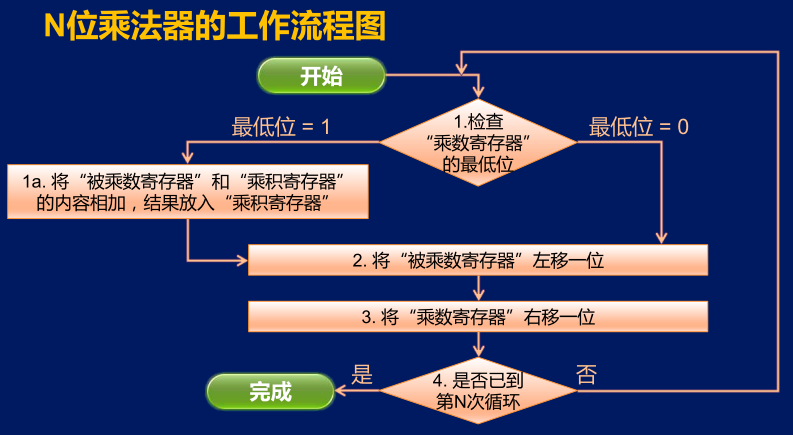 N位乘法器的工作流程图
开始
1.检查
“乘数寄存器”
的最低位
最低位 = 1
最低位 = 0
1a. 将“被乘数寄存器”和“乘积寄存器”
的内容相加，结果放入“乘积寄存器”
2. 将“被乘数寄存器”左移一位
3. 将“乘数寄存器”右移一位
4. 是否已到
第N次循环
是
否
完成